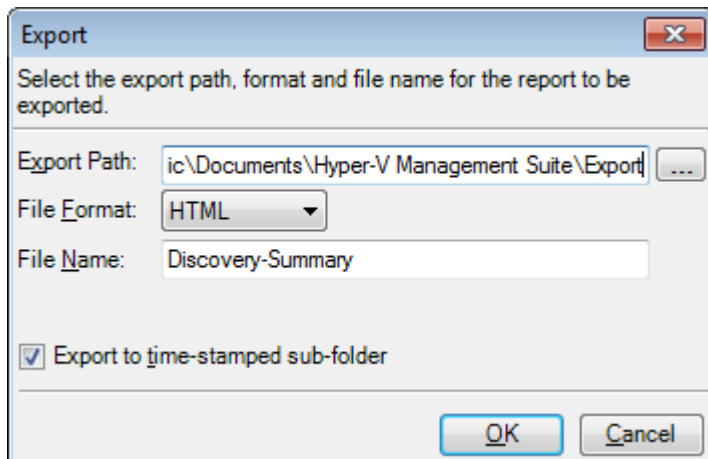 Export
Select the export path, format and file name for the report to be
exported.
Export Path: ic\Documents\Hyper-V Management Suite\Export ...
File Format: HTML
File Name: Discovery-Summary
Export to time-stamped sub-folder
OK Cancel